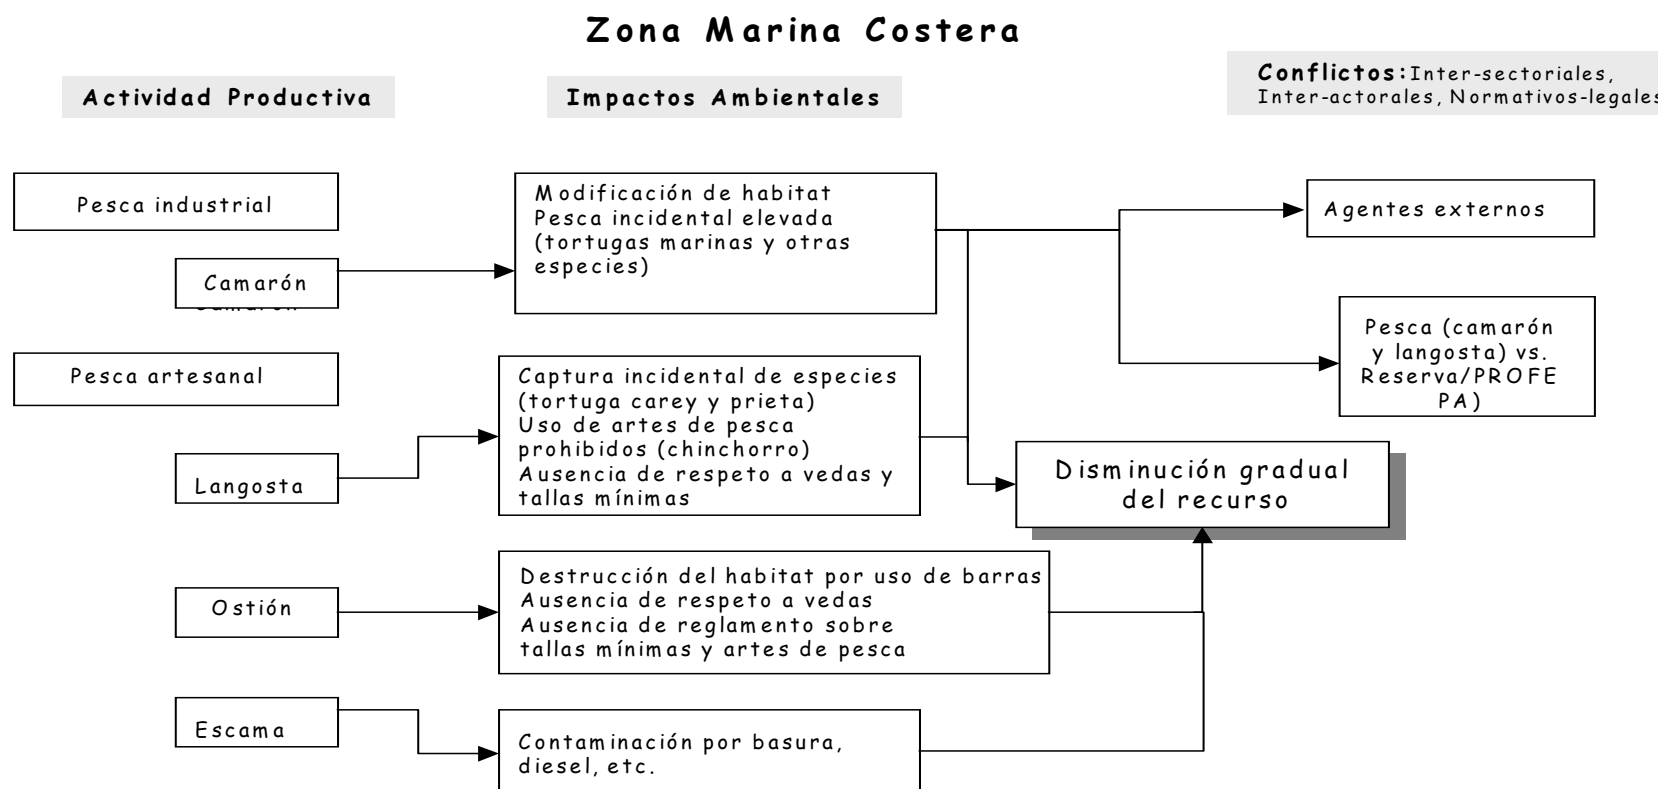 Zona Marina Costera
Actividad Productiva
Impactos Ambientales
Conflictos: Inter-sectoriales,
Inter-actorales, Normativos-legales
Pesca industrial
Camarón
Pesca artesanal
Langosta
Ostión
Escama
Modificación de habitat
Pesca incidental elevada
(tortugas marinas y otras
especies)
Captura incidental de especies
(tortuga carey y prieta)
Uso de artes de pesca
prohibidos (chinchorro)
Ausencia de respeto a vedas y
tallas mínimas
Destrucción del habitat por uso de barras
Ausencia de respeto a vedas
Ausencia de reglamento sobre
tallas mínimas y artes de pesca
Contaminación por basura,
diesel, etc.
Agentes externos
Pesca (camarón
y langosta) vs.
Reserva/PROFE
PA)
Disminución gradual
del recurso